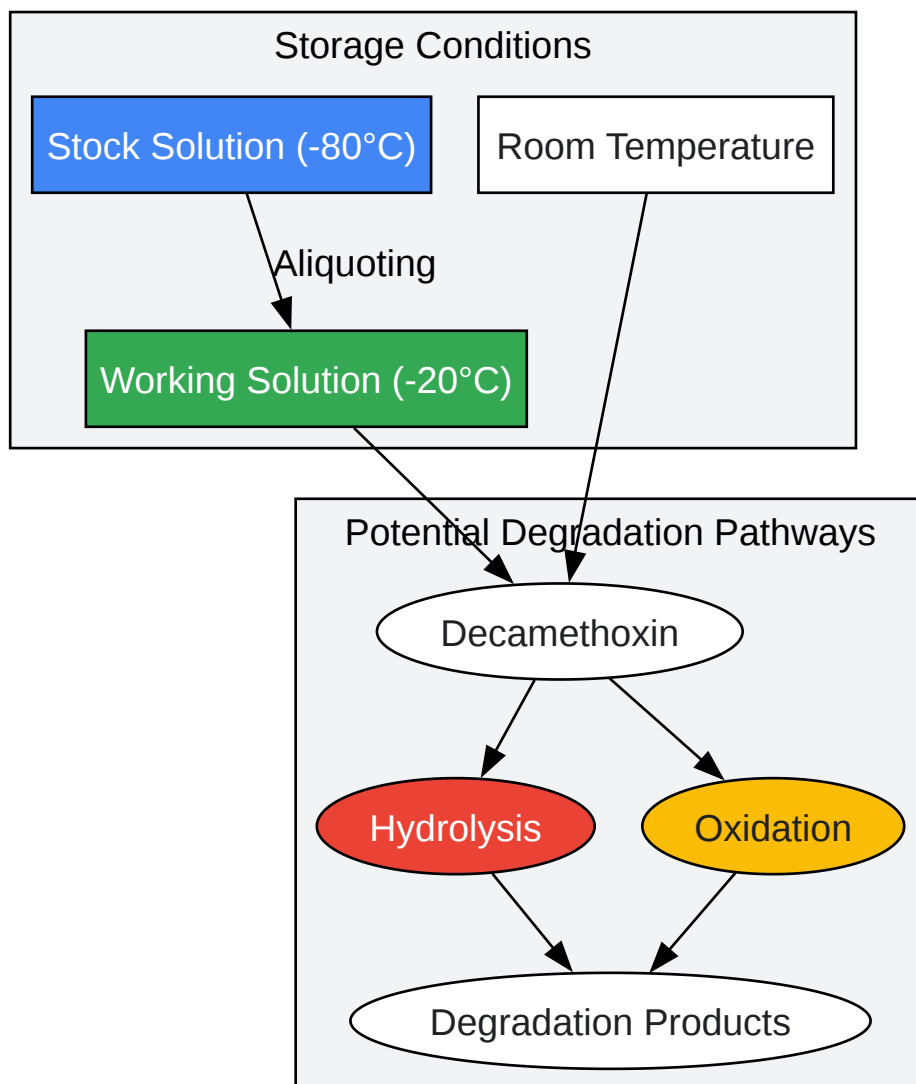 Storage Conditions
Stock Solution (-80°C)
Room Temperature
Aliquoting
Working Solution (-20°C)
Potential Degradation Pathways
Decamethoxin
Hydrolysis
Oxidation
Degradation Products